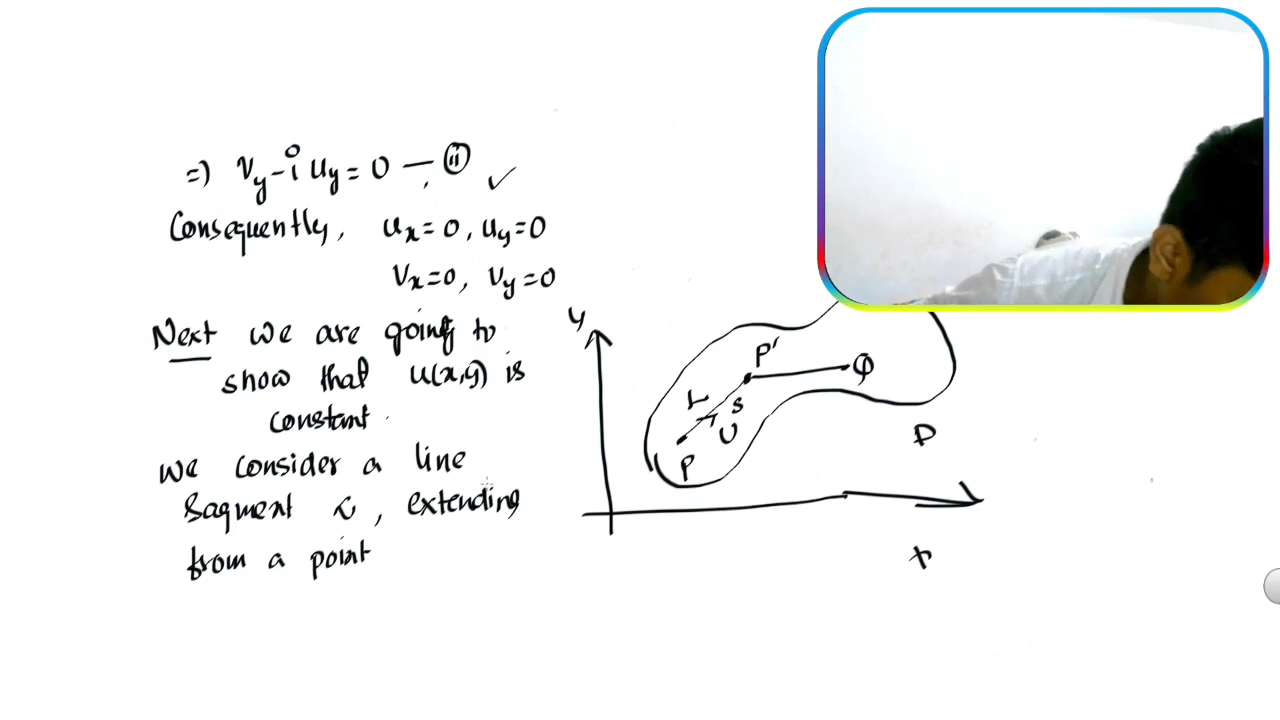 =) Vy - i uy = 0 — ⅱ ✓
Consequently, ux = 0, uy = 0
Vx = 0, Vy = 0
Next we are going to
show that u(x,y) is
constant.
we consider a line
Sagment L, extending
from a point
y
P'
Q
L
S
U
P
D
x